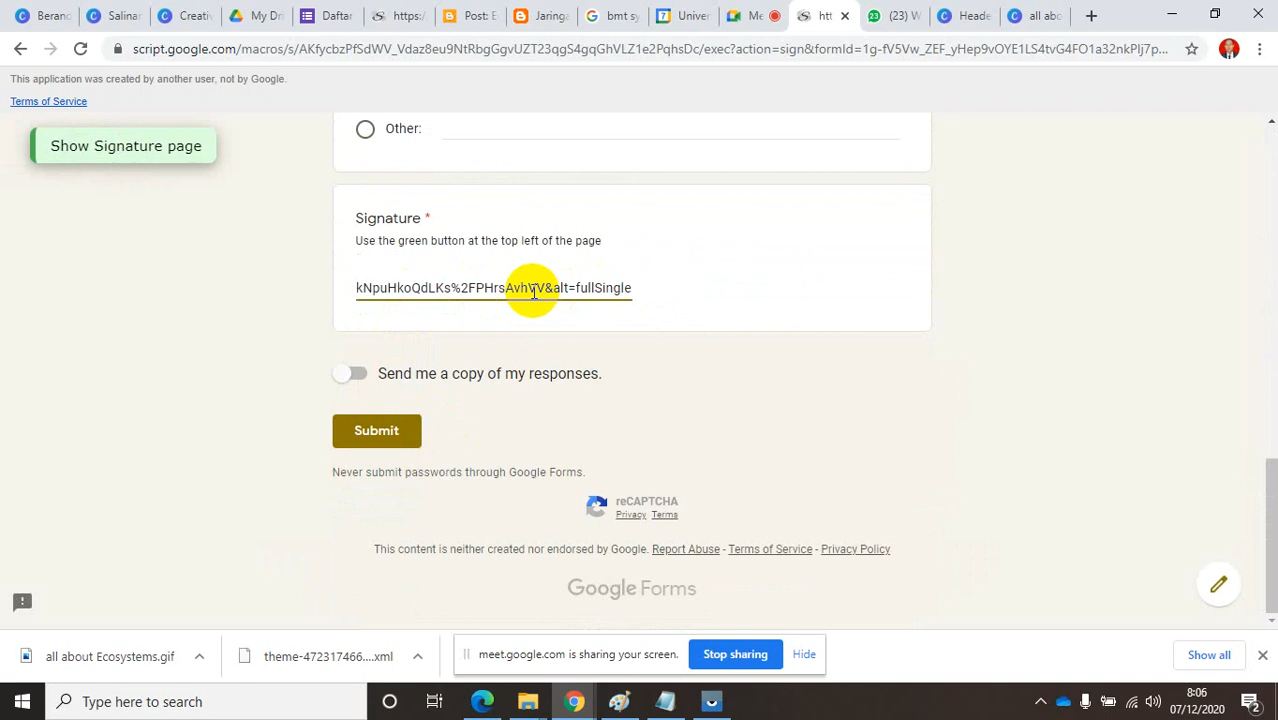 Berand
Salinar
Creativ
My Dri
Daftar
https:/
Post: E
Jaringa
bmt sy
Univer
Me
htt
(23) W
Heade
all abo
script.google.com/macros/s/AKfycbzPfSdWV_Vdaz8eu9NtRbgGgvUZT23qgS4gqGhVLZ1e2PqhsDc/exec?action=sign&formId=1g-fV5Vw_ZEF_yHep9vOYE1LS4tvG4FO1a32nkPIj7p...
This application was created by another user, not by Google.
Terms of Service
Show Signature page
Other:
Signature *
Use the green button at the top left of the page
kNpuHkoQdLKs%2FPHrsAvhYV&alt=fullSingle
Send me a copy of my responses.
Submit
Never submit passwords through Google Forms.
reCAPTCHA
Privacy Terms
This content is neither created nor endorsed by Google. Report Abuse - Terms of Service - Privacy Policy
Google Forms
all about Ecosystems.gif
theme-472317466....xml
meet.google.com is sharing your screen.
Stop sharing
Hide
Show all
Type here to search
8:06
07/12/2020
2